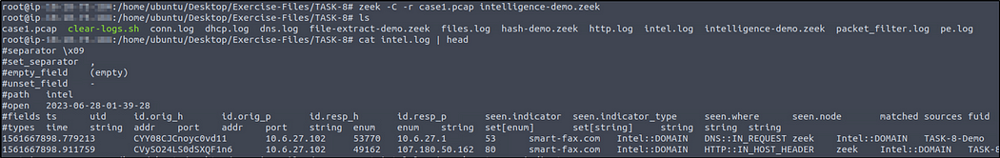 root@ip- :/home/ubuntu/Desktop/Exercise-Files/TASK-8# zeek -C -r case1.pcap intelligence-demo.zeek
root@ip- :/home/ubuntu/Desktop/Exercise-Files/TASK-8# ls
case1.pcap clear-logs.sh conn.log dhcp.log dns.log file-extract-demo.zeek files.log hash-demo.zeek http.log intel.log intelligence-demo.zeek packet_filter.log pe.log
root@ip- :/home/ubuntu/Desktop/Exercise-Files/TASK-8# cat intel.log | head
#separator \x09
#set_separator ,
#empty_field (empty)
#unset_field -
#path intel
#open 2023-06-28-01-39-28
#fields ts uid id.orig_h id.orig_p id.resp_h id.resp_p seen.indicator seen.indicator_type seen.where seen.node matched sources fuid
#types time string addr port addr port string enum enum string set[enum] set[string] string string string
1561667898.779213 CYY08CJCnoyc0vd11 10.6.27.102 53770 10.6.27.1 53 smart-fax.com Intel::DOMAIN DNS::IN_REQUEST zeek Intel::DOMAIN TASK-8-Demo
1561667898.911759 CVySO24LS0dSXQF1n6 10.6.27.102 49162 107.180.50.162 80 smart-fax.com Intel::DOMAIN HTTP::IN_HOST_HEADER zeek Intel::DOMAIN TASK-8